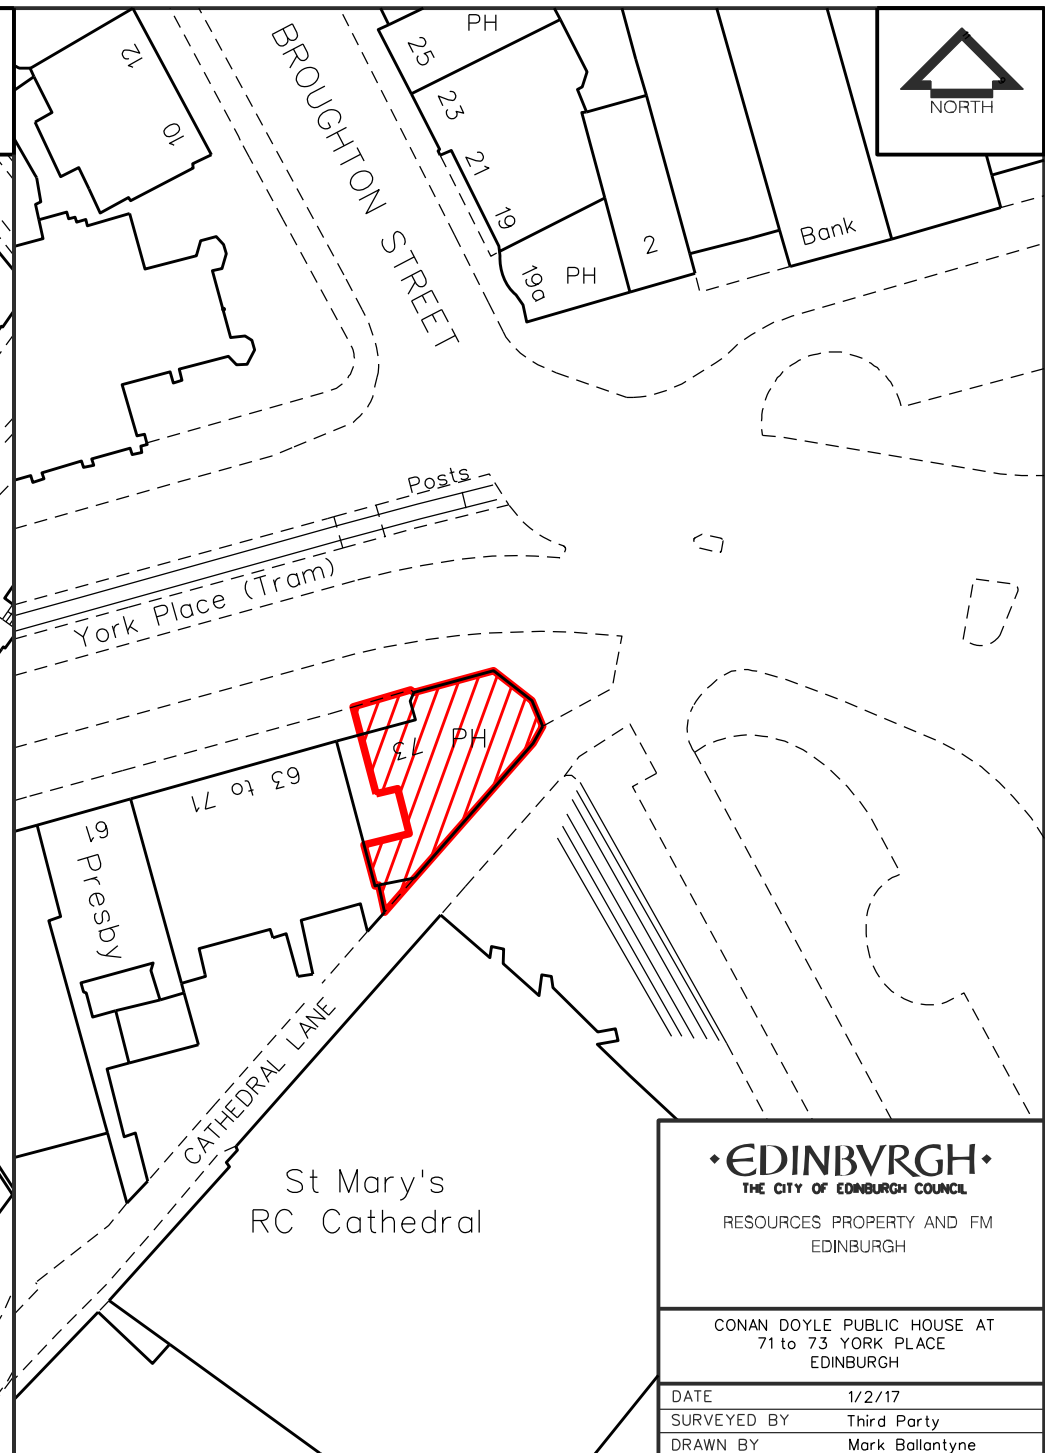 PH
25
23
21
19
19a
PH
2
Bank
12
10
BROUGHTON STREET
NORTH
Posts
York Place (Tram)
73
PH
63 to 71
61
Presby
CATHEDRAL LANE
St Mary's
RC Cathedral
·EDINBVRGH·
THE CITY OF EDINBURGH COUNCIL
RESOURCES PROPERTY AND FM
EDINBURGH
CONAN DOYLE PUBLIC HOUSE AT
71 to 73 YORK PLACE
EDINBURGH
DATE 1/2/17
SURVEYED BY Third Party
DRAWN BY Mark Ballantyne